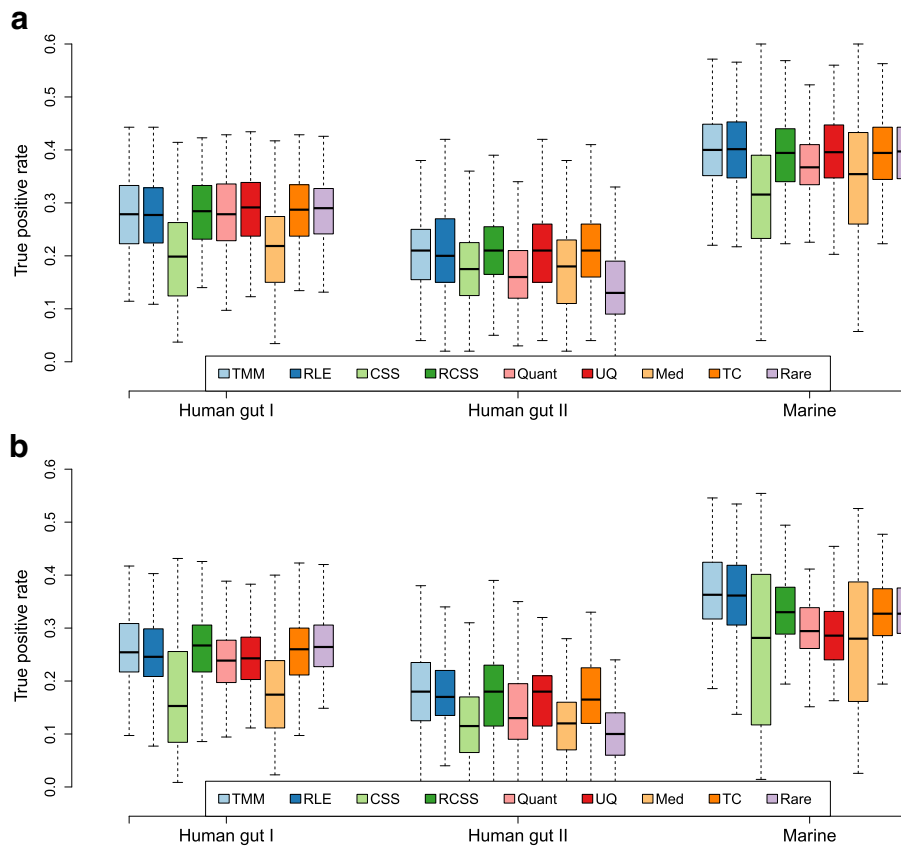 a
True positive rate
0.6
0.5
0.4
0.3
0.2
0.1
0.0
TMM RLE CSS RCSS Quant UQ Med TC Rare
Human gut I Human gut II Marine
b
True positive rate
0.6
0.5
0.4
0.3
0.2
0.1
0.0
TMM RLE CSS RCSS Quant UQ Med TC Rare
Human gut I Human gut II Marine